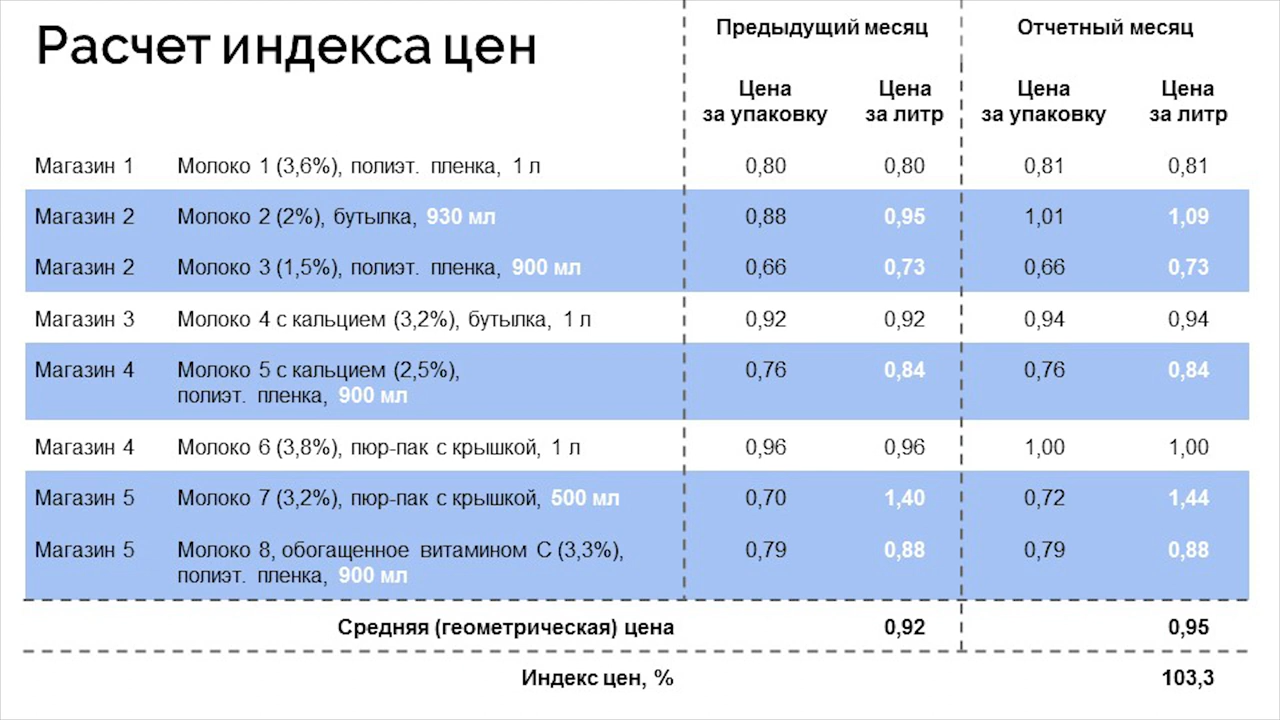 Расчет индекса цен
Предыдущий месяц Отчетный месяц
Цена за упаковку Цена за литр Цена за упаковку Цена за литр
Магазин 1 Молоко 1 (3,6%), полиэт. пленка, 1 л 0,80 0,80 0,81 0,81
Магазин 2 Молоко 2 (2%), бутылка, 930 мл 0,88 0,95 1,01 1,09
Магазин 2 Молоко 3 (1,5%), полиэт. пленка, 900 мл 0,66 0,73 0,66 0,73
Магазин 3 Молоко 4 с кальцием (3,2%), бутылка, 1 л 0,92 0,92 0,94 0,94
Магазин 4 Молоко 5 с кальцием (2,5%), 0,76 0,84 0,76 0,84
полиэт. пленка, 900 мл
Магазин 4 Молоко 6 (3,8%), пюр-пак с крышкой, 1 л 0,96 0,96 1,00 1,00
Магазин 5 Молоко 7 (3,2%), пюр-пак с крышкой, 500 мл 0,70 1,40 0,72 1,44
Магазин 5 Молоко 8, обогащенное витамином С (3,3%), 0,79 0,88 0,79 0,88
полиэт. пленка, 900 мл
Средняя (геометрическая) цена 0,92 0,95
Индекс цен, % 103,3